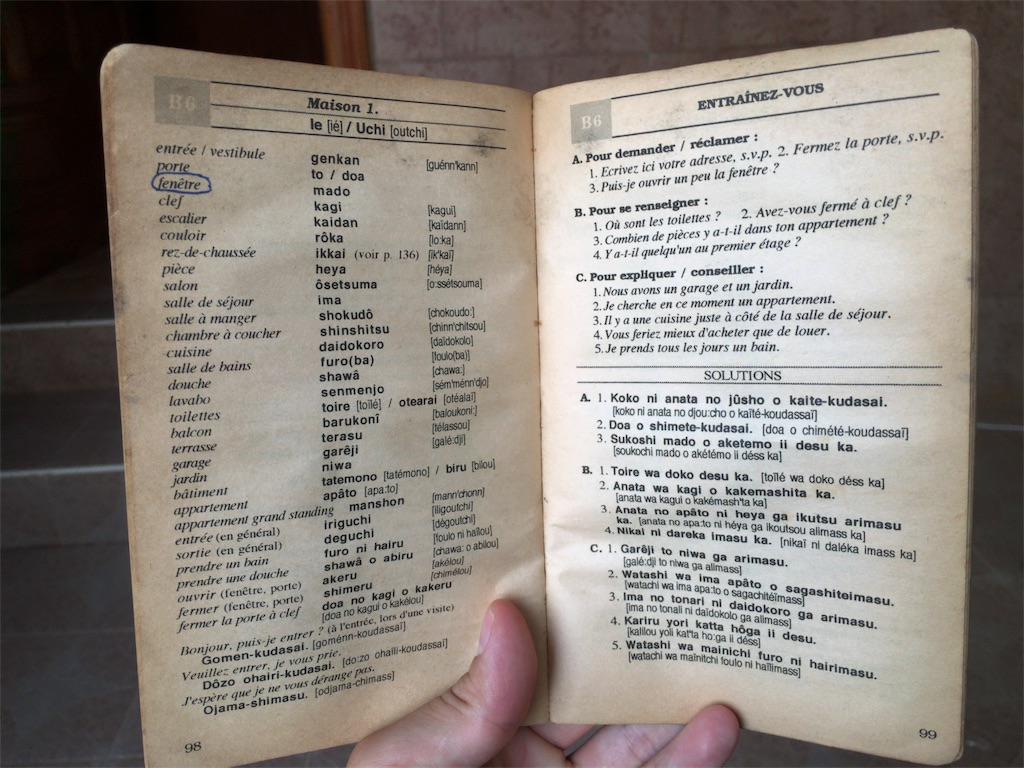 B6
Maison 1.
Ie [ié] / Uchi [outchi]
entrée / vestibule genkan [guénn'kann]
porte to / doa
fenêtre mado
clef kagi [kagui]
escalier kaidan [kaïdann]
couloir rôka [lo:ka]
rez-de-chaussée ikkai (voir p. 136) [ik'kaï]
pièce heya [héya]
salon ôsetsuma [o:ssétsouma]
salle de séjour ima
salle à manger shokudô [chokoudo:]
chambre à coucher shinshitsu [chinn'chitsou]
cuisine daidokoro [daïdokolo]
salle de bains furo(ba) [foulo(ba)]
douche shawâ [chawa:]
lavabo senmenjo [sém'ménn'djo]
toilettes toire [toïlé] / otearai [otéalaï]
balcon barukonî [baloukoni:]
terrasse terasu [télassou]
garage garêji [galé:dji]
jardin niwa
bâtiment tatemono [tatémono] / biru [bilou]
appartement apâto [apa:to]
appartement grand standing manshon [mann'chonn]
entrée (en général) iriguchi [iligoutchi]
sortie (en général) deguchi [dégoutchi]
prendre un bain furo ni hairu [foulo ni haïlou]
prendre une douche shawâ o abiru [chawa: o abilou]
ouvrir (fenêtre, porte) akeru [akélou]
fermer (fenêtre, porte) shimeru [chimélou]
fermer la porte à clef doa no kagi o kakeru
[doa no kagui o kakélou]
Bonjour, puis-je entrer ? (à l'entrée, lors d'une visite)
Gomen-kudasai. [goménn-koudassaï]
Veuillez entrer, je vous prie.
Dôzo ohairi-kudasai. [do:zo ohaïli-koudassaï]
J'espère que je ne vous dérange pas.
Ojama-shimasu. [odjama-chimass]
98
B6
ENTRAÎNEZ-VOUS
A. Pour demander / réclamer :
1. Ecrivez ici votre adresse, s.v.p. 2. Fermez la porte, s.v.p.
3. Puis-je ouvrir un peu la fenêtre ?
B. Pour se renseigner :
1. Où sont les toilettes ? 2. Avez-vous fermé à clef ?
3. Combien de pièces y a-t-il dans ton appartement ?
4. Y a-t-il quelqu'un au premier étage ?
C. Pour expliquer / conseiller :
1. Nous avons un garage et un jardin.
2. Je cherche en ce moment un appartement.
3. Il y a une cuisine juste à côté de la salle de séjour.
4. Vous feriez mieux d'acheter que de louer.
5. Je prends tous les jours un bain.
SOLUTIONS
A. 1. Koko ni anata no jûsho o kaite-kudasai.
[koko ni anata no djou:cho o kaïté-koudassaï]
2. Doa o shimete-kudasai. [doa o chimété-koudassaï]
3. Sukoshi mado o aketemo ii desu ka.
[soukochi mado o akétémo ii déss ka]
B. 1. Toire wa doko desu ka. [toïlé wa doko déss ka]
2. Anata wa kagi o kakemashita ka.
[anata wa kagui o kakémash'ta ka]
3. Anata no apâto ni heya ga ikutsu arimasu
ka. [anata no apa:to ni héya ga ikoutsou alimass ka]
4. Nikai ni dareka imasu ka. [nikaï ni daléka imass ka]
C. 1. Garêji to niwa ga arimasu.
[galé:dji to niwa ga alimass]
2. Watashi wa ima apâto o sagashiteimasu.
[watachi wa ima apa:to o sagachitéimass]
3. Ima no tonari ni daidokoro ga arimasu.
[ima no tonali ni daïdokolo ga alimass]
4. Kariru yori katta hôga ii desu.
[kalilou yoli kat'ta ho:ga ii déss]
5. Watashi wa mainichi furo ni hairimasu.
[watachi wa maïnitchi foulo ni haïlimass]
99